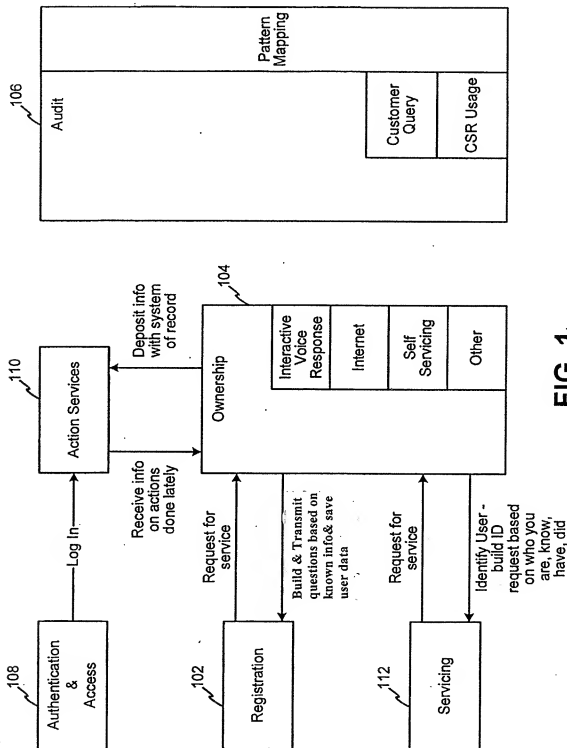 108
Authentication
&
Access
Log In
110
Action Services
Receive info
on actions
done lately
Deposit info
with system
of record
102
Registration
Request for
service
Build & Transmit
questions based on
known info& save
user data
104
Ownership
Interactive
Voice
Response
Internet
Self
Servicing
Other
112
Servicing
Request for
service
Identify User -
build ID
request based
on who you
are, know,
have, did
106
Audit
Pattern
Mapping
Customer
Query
CSR Usage
FIG. 1